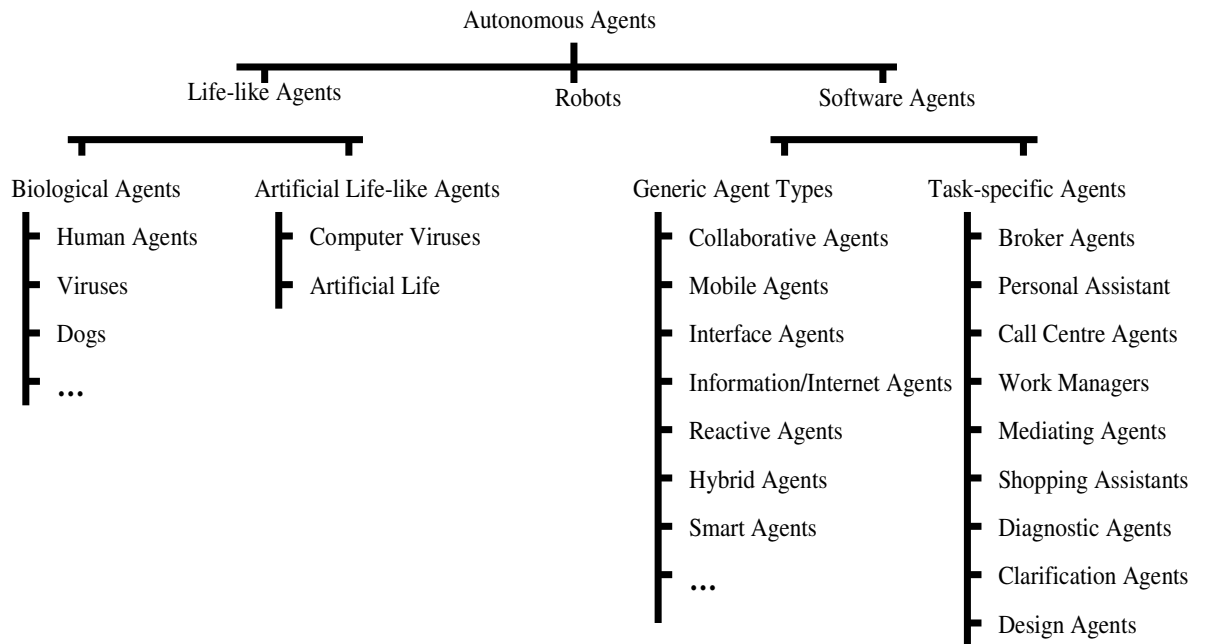 Autonomous Agents
Life-like Agents
Robots
Software Agents
Biological Agents
Human Agents
Viruses
Dogs
...
Artificial Life-like Agents
Computer Viruses
Artificial Life
Generic Agent Types
Collaborative Agents
Mobile Agents
Interface Agents
Information/Internet Agents
Reactive Agents
Hybrid Agents
Smart Agents
...
Task-specific Agents
Broker Agents
Personal Assistant
Call Centre Agents
Work Managers
Mediating Agents
Shopping Assistants
Diagnostic Agents
Clarification Agents
Design Agents